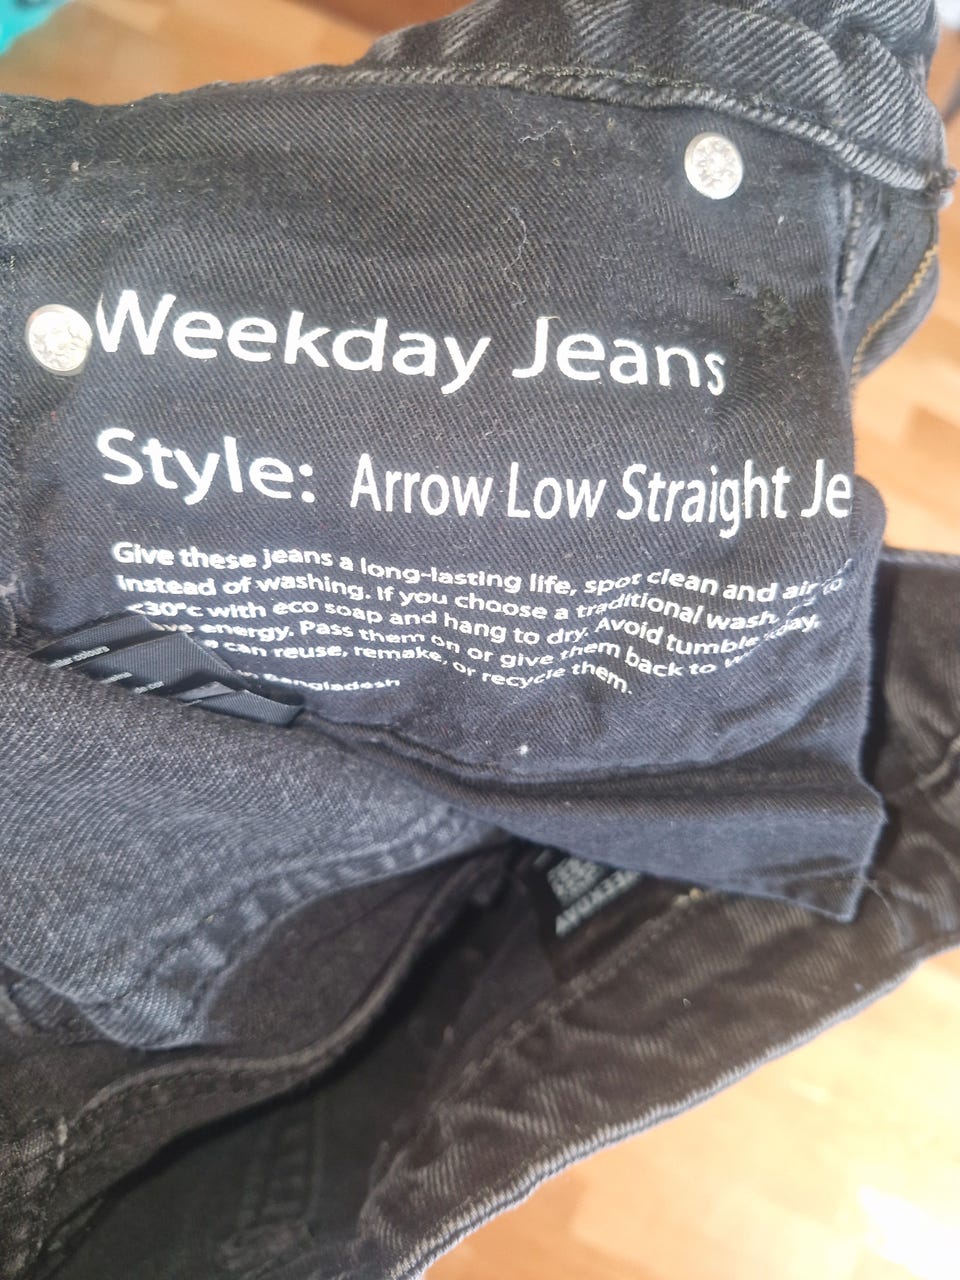 Weekday Jeans
Style: Arrow Low Straight Je
Give these jeans a long-lasting life, spot clean and air
instead of washing. If you choose a traditional wash,
<30°c with eco soap and hang to dry. Avoid tumble
energy. Pass them on or give them back to
can reuse, remake, or recycle them.
Bangladesh